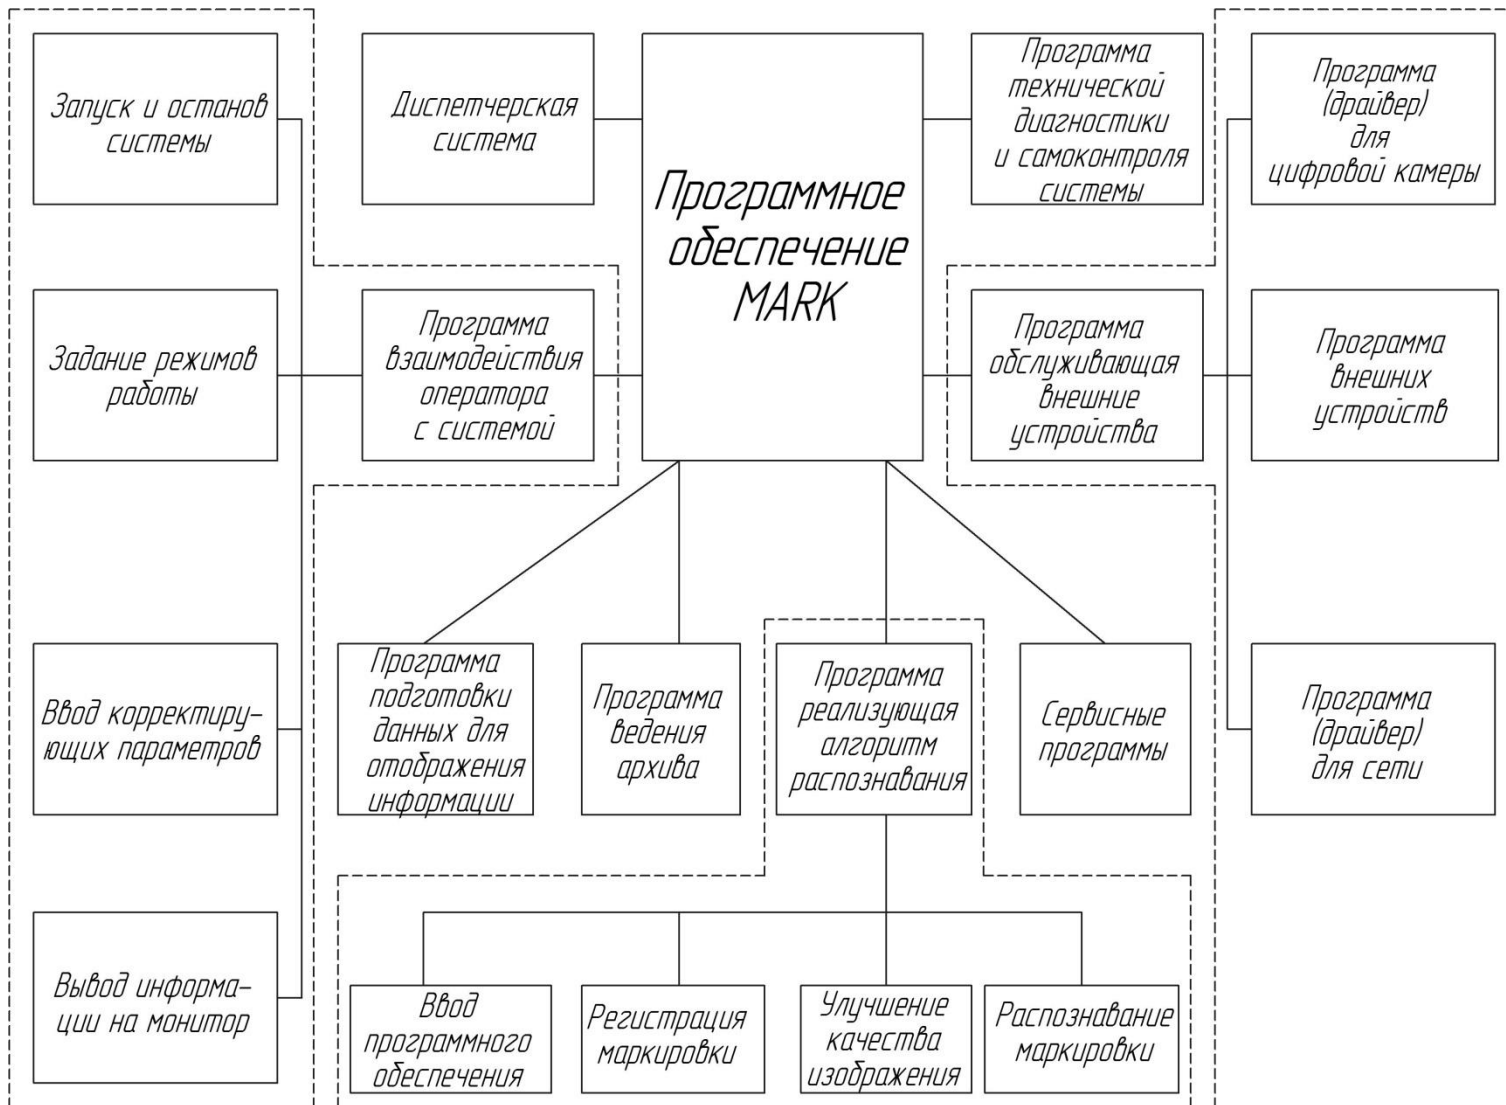 Запуск и останов
системы
Диспетчерская
система
Программное
обеспечение
MARK
Программа
технической
диагностики
и самоконтроля
системы
Программа
(драйвер)
для
цифровой камеры
Задание режимов
работы
Программа
взаимодействия
оператора
с системой
Программа
обслуживающая
внешние
устройства
Программа
внешних
устройств
Ввод корректиру-
ющих параметров
Программа
подготовки
данных для
отображения
информации
Программа
ведения
архива
Программа
реализующая
алгоритм
распознавания
Сервисные
программы
Программа
(драйвер)
для сети
Вывод информа-
ции на монитор
Ввод
программного
обеспечения
Регистрация
маркировки
Улучшение
качества
изображения
Распознавание
маркировки